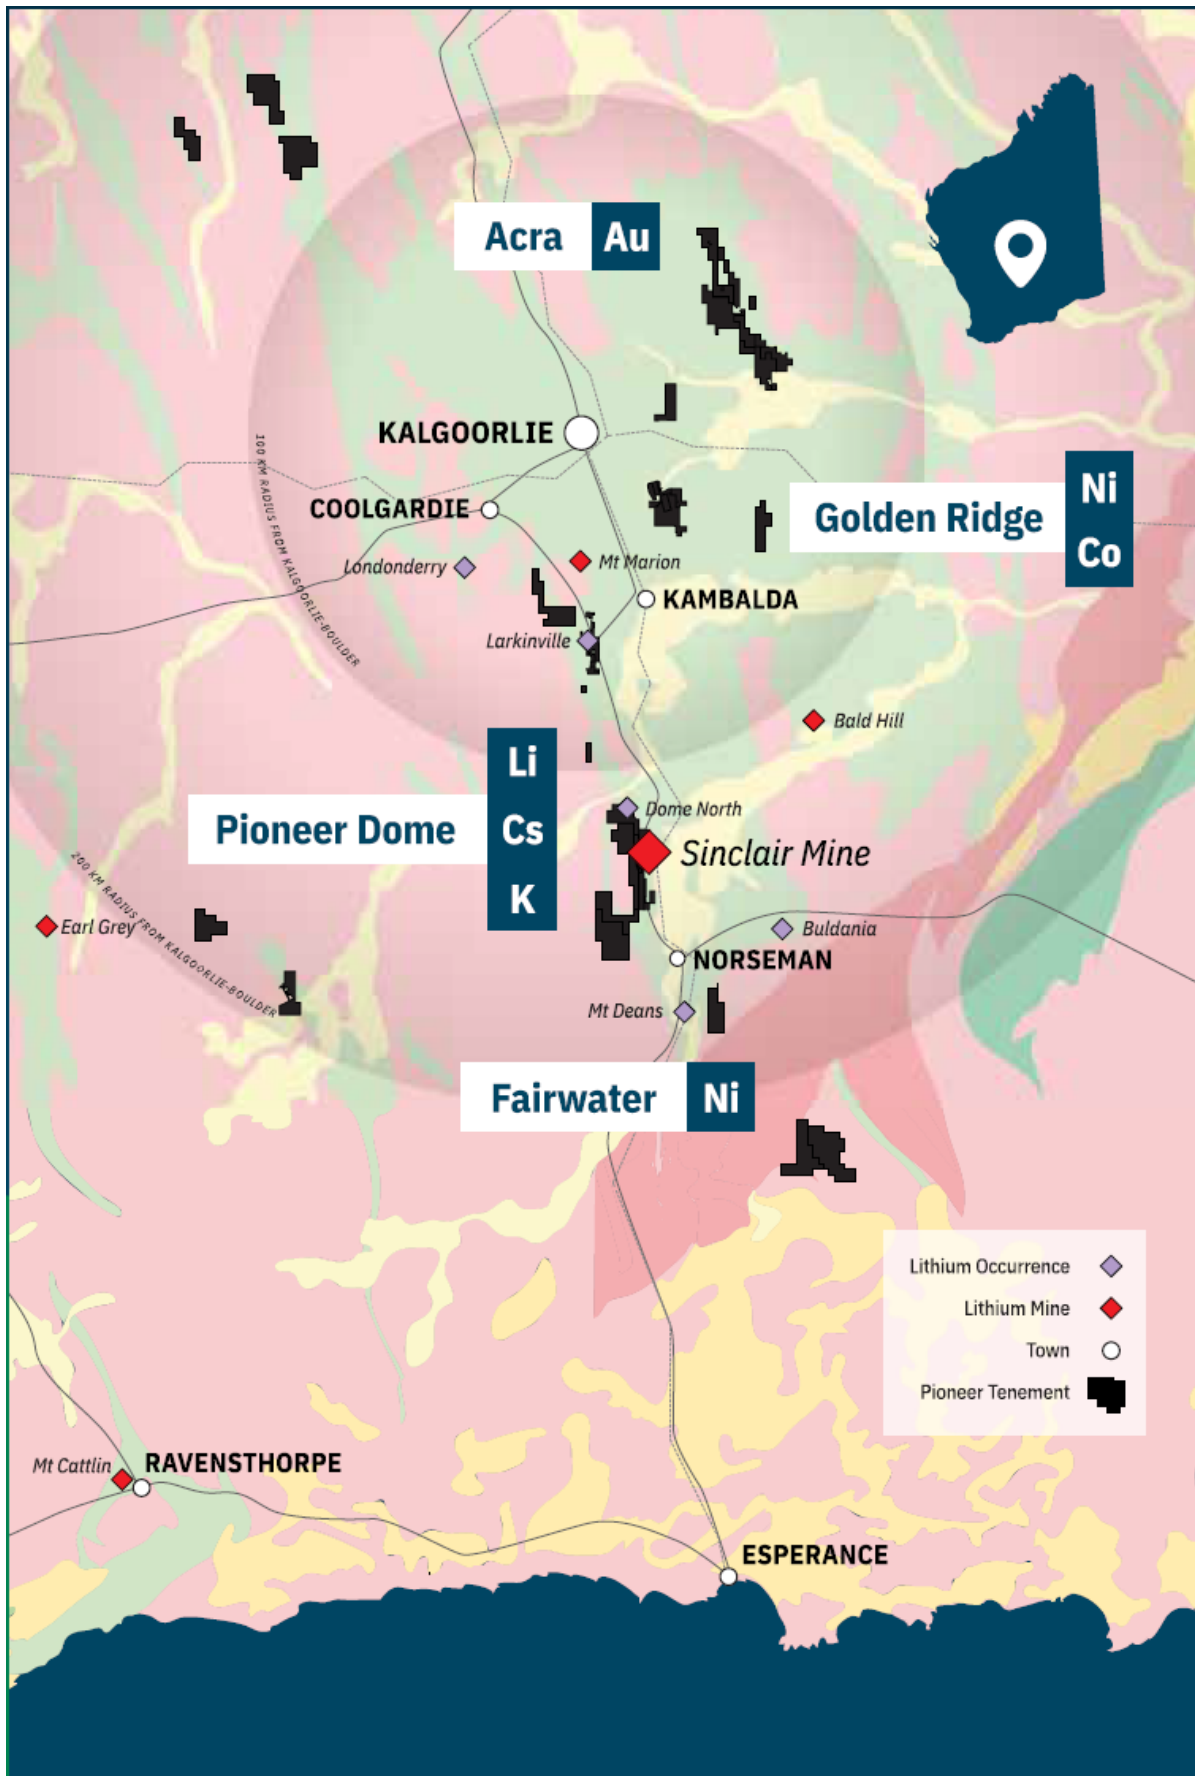 Acra
Au
KALGOORLIE
100 KM RADIUS FROM KALGOORLIE-BOULDER
COOLGARDIE
Golden Ridge
Ni
Co
Londonderry
Mt Marion
KAMBALDA
Larkinville
Bald Hill
Pioneer Dome
Li
Cs
K
Dome North
Sinclair Mine
200 KM RADIUS FROM KALGOORLIE-BOULDER
Earl Grey
Buldania
NORSEMAN
Mt Deans
Fairwater
Ni
Lithium Occurrence
Lithium Mine
Town
Pioneer Tenement
Mt Cattlin
RAVENSTHORPE
ESPERANCE